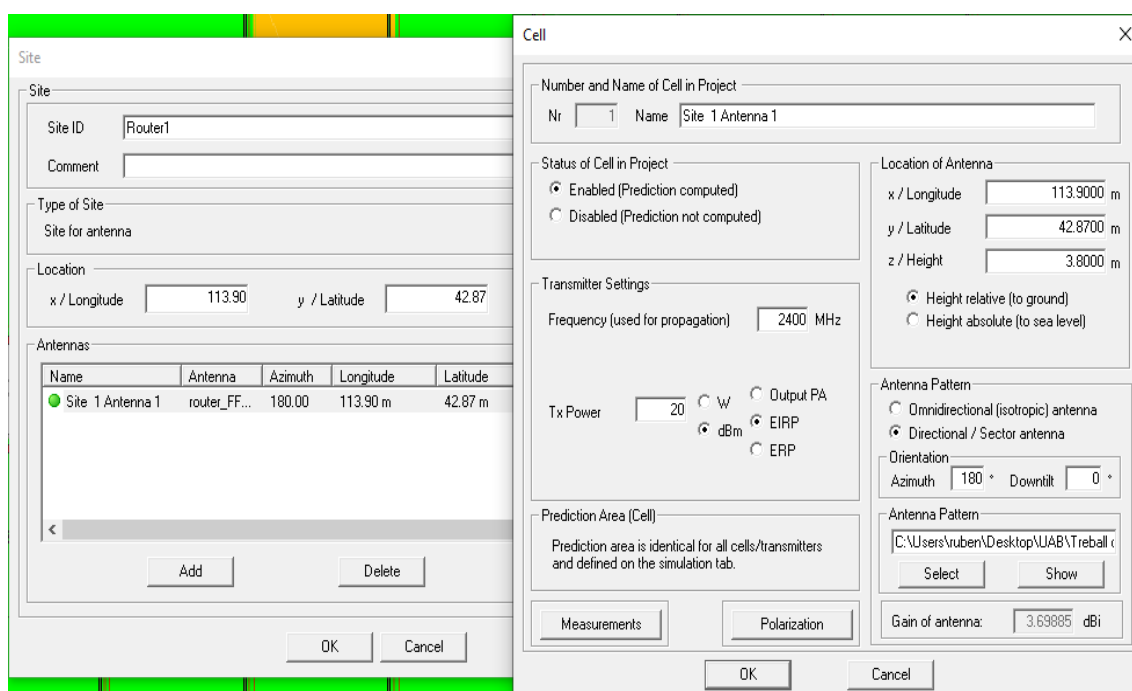 Site
Site
Site ID Router1
Comment
Type of Site
Site for antenna
Location
x / Longitude 113.90 y / Latitude 42.87
Antennas
Name Antenna Azimuth Longitude Latitude
Site 1 Antenna 1 router_FF... 180.00 113.90 m 42.87 m
<
Add Delete
OK Cancel
Cell X
Number and Name of Cell in Project
Nr 1 Name Site 1 Antenna 1
Status of Cell in Project
Enabled (Prediction computed)
Disabled (Prediction not computed)
Location of Antenna
x / Longitude 113.9000 m
y / Latitude 42.8700 m
z / Height 3.8000 m
Height relative (to ground)
Height absolute (to sea level)
Transmitter Settings
Frequency (used for propagation) 2400 MHz
Tx Power 20 W dBm Output PA EIRP ERP
Antenna Pattern
Omnidirectional (isotropic) antenna
Directional / Sector antenna
Orientation
Azimuth 180 ° Downtilt 0 °
Antenna Pattern
C:\Users\ruben\Desktop\UAB\Treball
Select Show
Gain of antenna: 3.69885 dBi
Prediction Area (Cell)
Prediction area is identical for all cells/transmitters
and defined on the simulation tab.
Measurements Polarization
OK Cancel